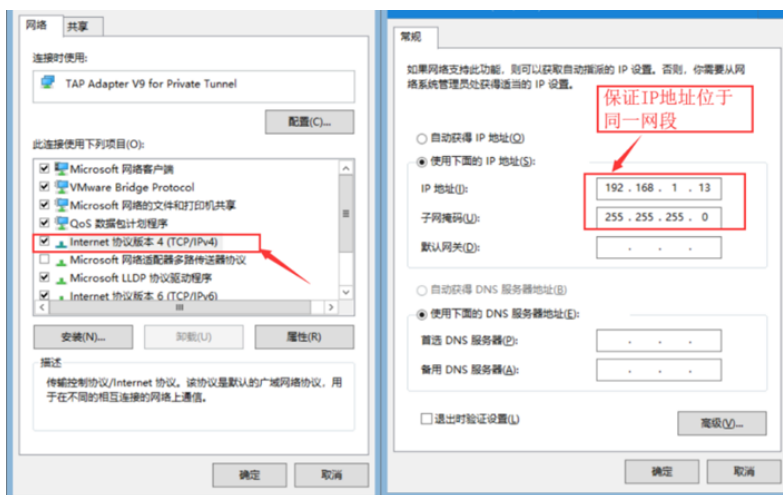 网络
共享
连接时使用:
TAP Adapter V9 for Private Tunnel
配置(C)...
此连接使用下列项目(O):
Microsoft 网络客户端
VMware Bridge Protocol
Microsoft 网络的文件和打印机共享
QoS 数据包计划程序
Internet 协议版本 4 (TCP/IPv4)
Microsoft 网络适配器多路传送器协议
Microsoft LLDP 协议驱动程序
Internet 协议版本 6 (TCP/IPv6)
安装(N)...
卸载(U)
属性(R)
描述
传输控制协议/Internet 协议。该协议是默认的广域网络协议，用
于在不同的相互连接的网络上通信。
确定
取消
常规
如果网络支持此功能，则可以获取自动指派的 IP 设置。否则，你需要从网
络系统管理员处获得适当的 IP 设置。
保证IP地址位于
同一网段
自动获得 IP 地址(O)
使用下面的 IP 地址(S):
IP 地址(I):
192 . 168 . 1 . 13
子网掩码(U):
255 . 255 . 255 . 0
默认网关(D):
. . .
自动获得 DNS 服务器地址(B)
使用下面的 DNS 服务器地址(E):
首选 DNS 服务器(P):
. . .
备用 DNS 服务器(A):
. . .
退出时验证设置(L)
高级(V)...
确定
取消